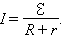 I = ℰ / (R + r).